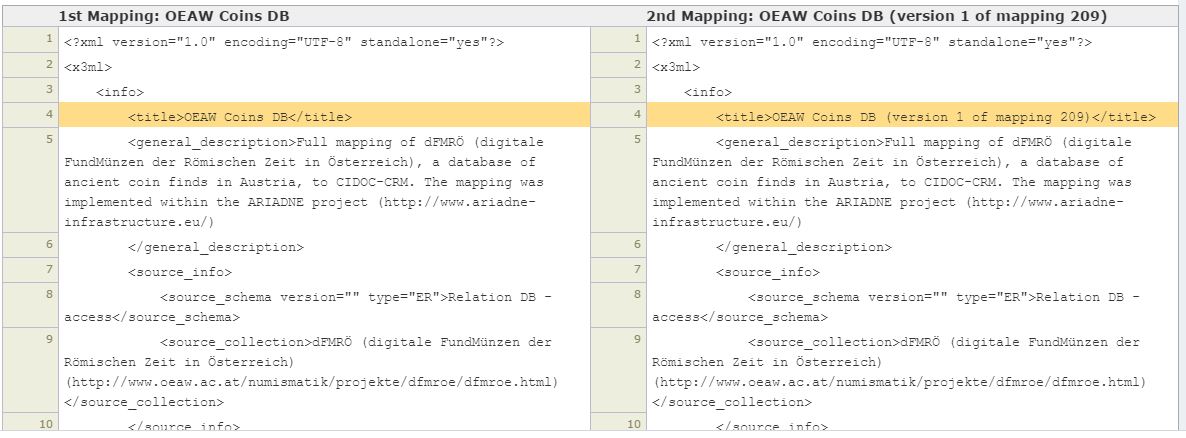 1st Mapping: OEAW Coins DB
1 <?xml version="1.0" encoding="UTF-8" standalone="yes"?>
2 <x3ml>
3 <info>
4 <title>OEAW Coins DB</title>
5 <general_description>Full mapping of dFMRÖ (digitale
FundMünzen der Römischen Zeit in Österreich), a database of
ancient coin finds in Austria, to CIDOC-CRM. The mapping was
implemented within the ARIADNE project (http://www.ariadne-
infrastructure.eu/)
6 </general_description>
7 <source_info>
8 <source_schema version="" type="ER">Relation DB -
access</source_schema>
9 <source_collection>dFMRÖ (digitale FundMünzen der
Römischen Zeit in Österreich)
(http://www.oeaw.ac.at/numismatik/projekte/dfmroe/dfmroe.html)
</source_collection>
10 </source_info>
2nd Mapping: OEAW Coins DB (version 1 of mapping 209)
1 <?xml version="1.0" encoding="UTF-8" standalone="yes"?>
2 <x3ml>
3 <info>
4 <title>OEAW Coins DB (version 1 of mapping 209)</title>
5 <general_description>Full mapping of dFMRÖ (digitale
FundMünzen der Römischen Zeit in Österreich), a database of
ancient coin finds in Austria, to CIDOC-CRM. The mapping was
implemented within the ARIADNE project (http://www.ariadne-
infrastructure.eu/)
6 </general_description>
7 <source_info>
8 <source_schema version="" type="ER">Relation DB -
access</source_schema>
9 <source_collection>dFMRÖ (digitale FundMünzen der
Römischen Zeit in Österreich)
(http://www.oeaw.ac.at/numismatik/projekte/dfmroe/dfmroe.html)
</source_collection>
10 </source_info>